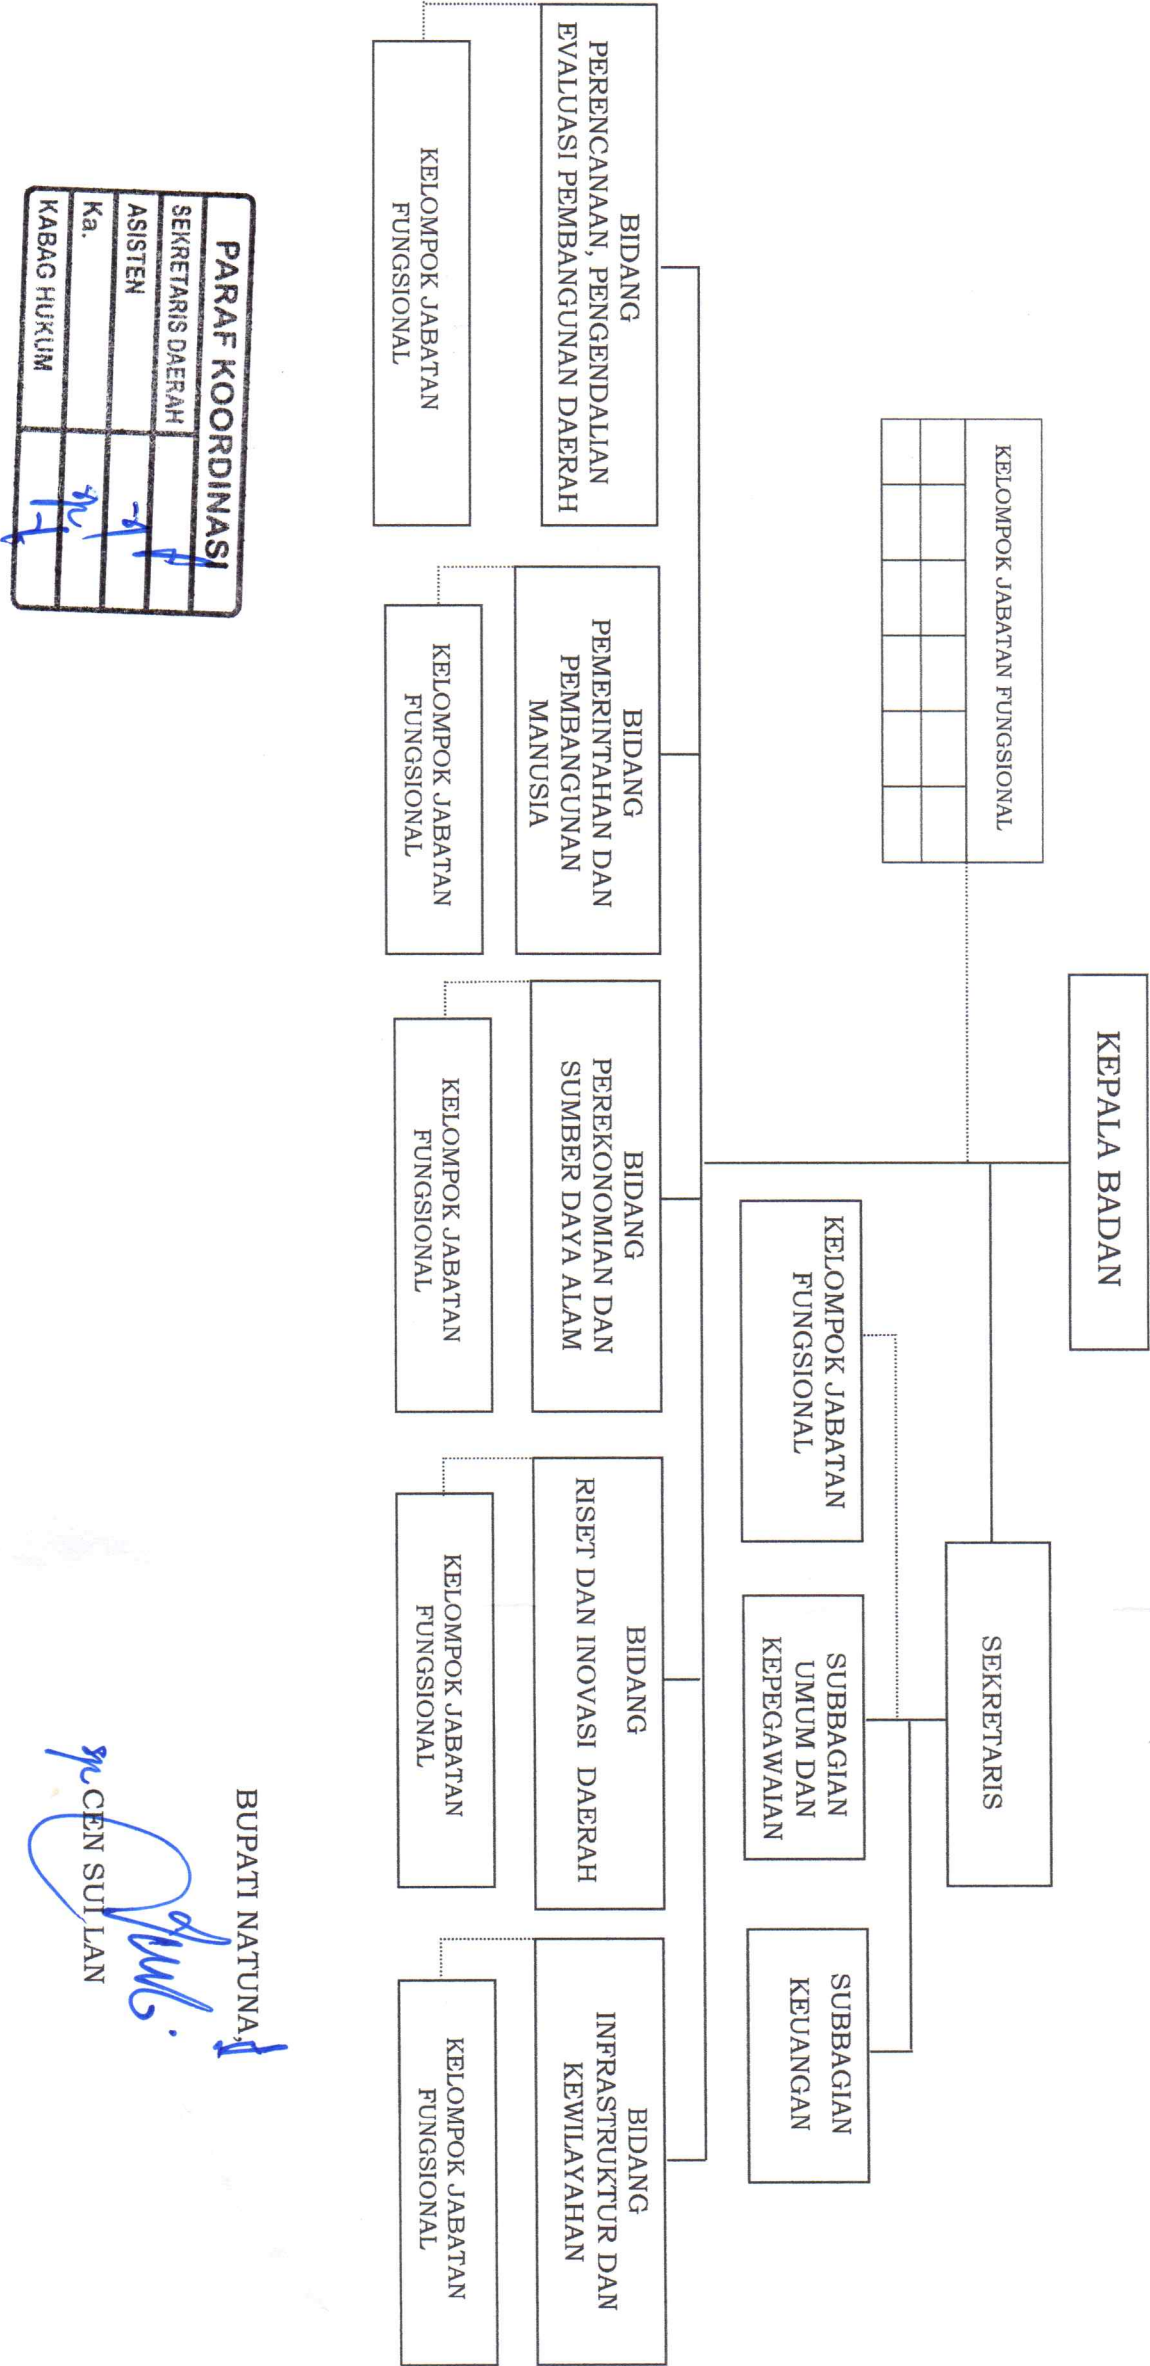 KEPALA BADAN
KELOMPOK JABATAN FUNGSIONAL
SEKRETARIS
KELOMPOK JABATAN
FUNGSIONAL
SUBBAGIAN
UMUM DAN
KEPEGAWAIAN
SUBBAGIAN
KEUANGAN
BIDANG
PERENCANAAN, PENGENDALIAN
EVALUASI PEMBANGUNAN DAERAH
BIDANG
PEMERINTAHAN DAN
PEMBANGUNAN
MANUSIA
BIDANG
PEREKONOMIAN DAN
SUMBER DAYA ALAM
BIDANG
RISET DAN INOVASI DAERAH
BIDANG
INFRASTRUKTUR DAN
KEWILAYAHAN
KELOMPOK JABATAN
FUNGSIONAL
KELOMPOK JABATAN
FUNGSIONAL
KELOMPOK JABATAN
FUNGSIONAL
KELOMPOK JABATAN
FUNGSIONAL
KELOMPOK JABATAN
FUNGSIONAL
PARAF KOORDINASI
SEKRETARIS DAERAH
ASISTEN
Ka.
KABAG HUKUM
BUPATI NATUNA,
CEN SUI LAN